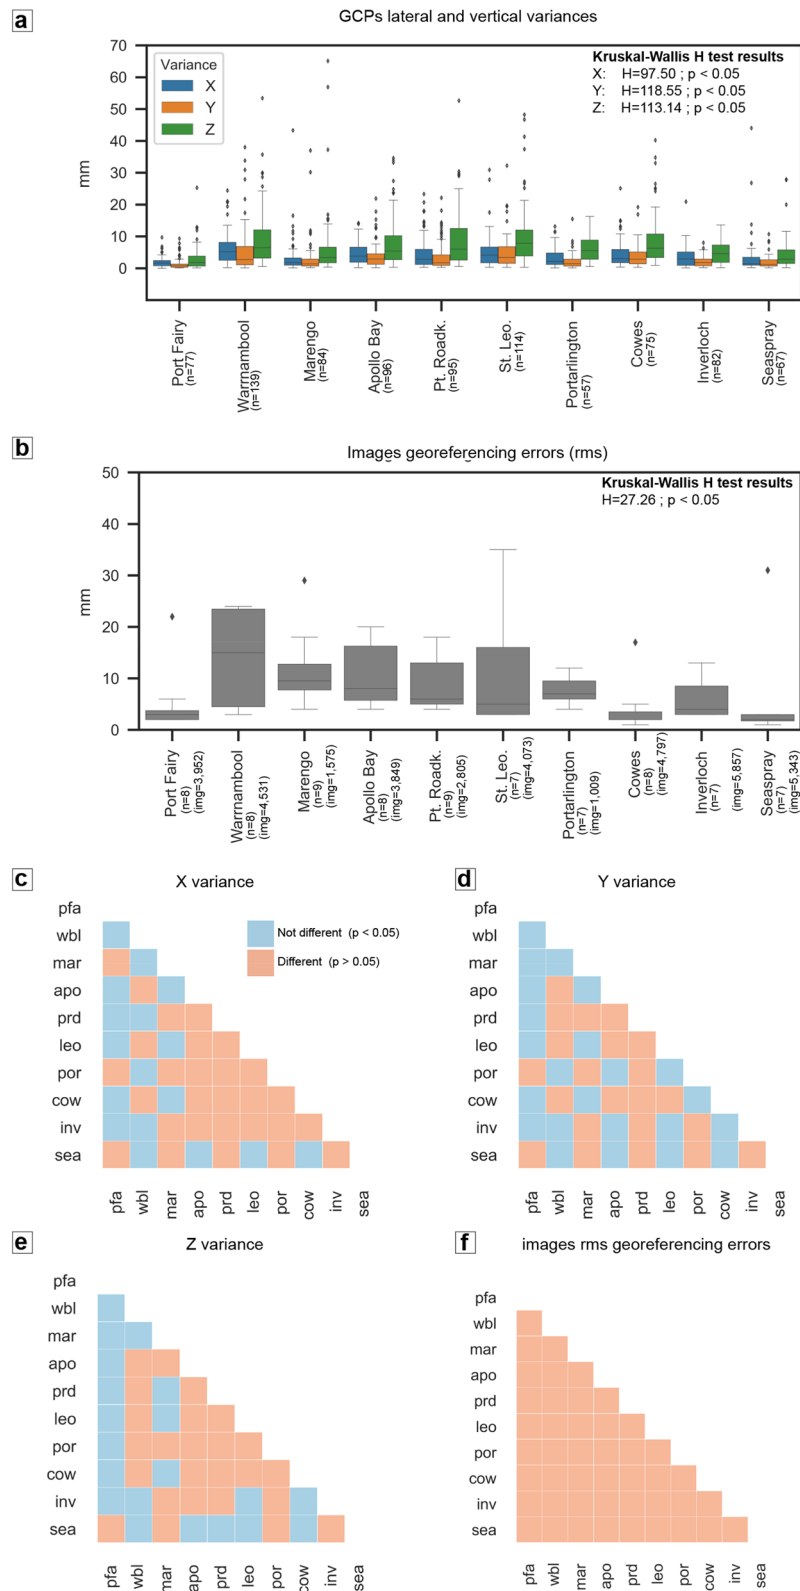 a
GCPs lateral and vertical variances
Kruskal-Wallis H test results
X: H=97.50 ; p < 0.05
Y: H=118.55 ; p < 0.05
Z: H=113.14 ; p < 0.05
Variance
X
Y
Z
70
60
50
40
30
20
10
0
mm
Port Fairy
(n=77)
Warrnambool
(n=139)
Marengo
(n=84)
Apollo Bay
(n=96)
Pt. Roadk.
(n=95)
St. Leo.
(n=114)
Portarlington
(n=57)
Cowes
(n=75)
Inverloch
(n=82)
Seaspray
(n=67)
b
Images georeferencing errors (rms)
Kruskal-Wallis H test results
H=27.26 ; p < 0.05
50
40
30
20
10
0
mm
Port Fairy
(n=8)
(img=3,952)
Warrnambool
(n=8)
(img=4,531)
Marengo
(n=9)
(img=1,575)
Apollo Bay
(n=8)
(img=3,849)
Pt. Roadk.
(n=9)
(img=2,805)
St. Leo.
(n=7)
(img=4,073)
Portarlington
(n=7)
(img=1,009)
Cowes
(n=8)
(img=4,797)
Inverloch
(n=7)
(img=5,857)
Seaspray
(n=7)
(img=5,343)
c
X variance
Not different (p < 0.05)
Different (p > 0.05)
pfa
wbl
mar
apo
prd
leo
por
cow
inv
sea
pfa wbl mar apo prd leo por cow inv sea
d
Y variance
pfa
wbl
mar
apo
prd
leo
por
cow
inv
sea
pfa wbl mar apo prd leo por cow inv sea
e
Z variance
pfa
wbl
mar
apo
prd
leo
por
cow
inv
sea
pfa wbl mar apo prd leo por cow inv sea
f
images rms georeferencing errors
pfa
wbl
mar
apo
prd
leo
por
cow
inv
sea
pfa wbl mar apo prd leo por cow inv sea